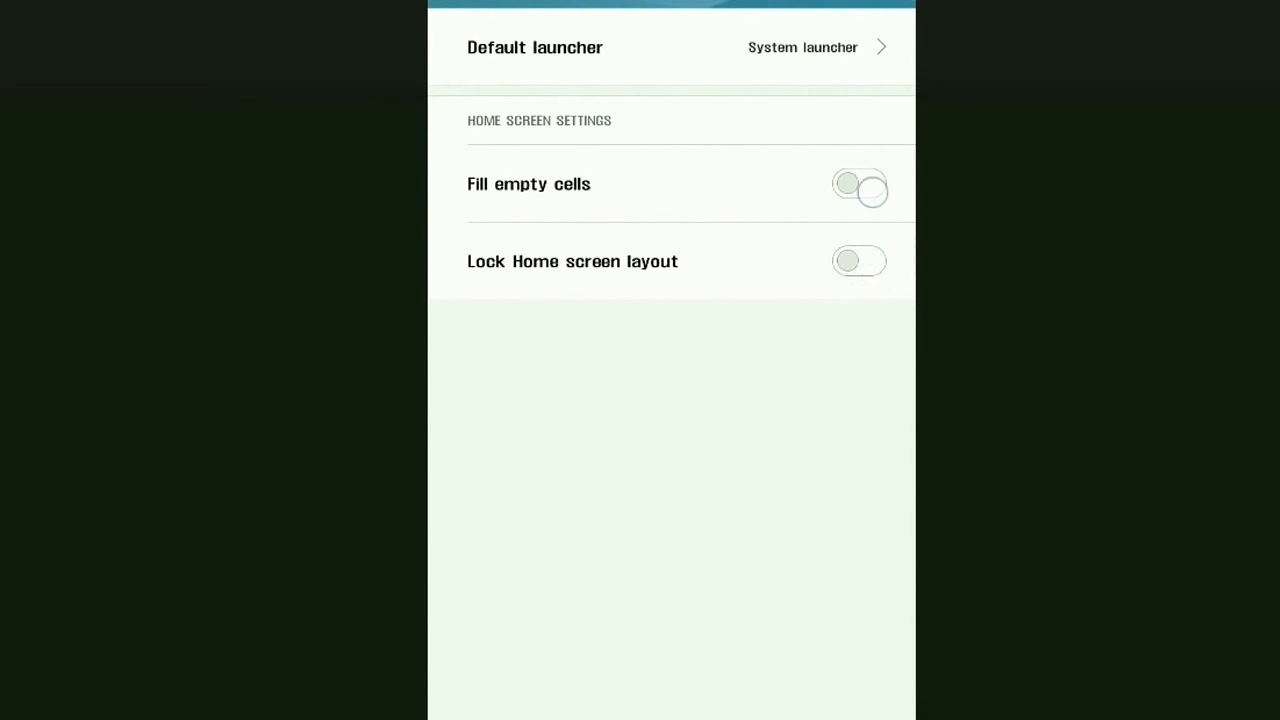 Default launcher
System launcher
HOME SCREEN SETTINGS
Fill empty cells
Lock Home screen layout